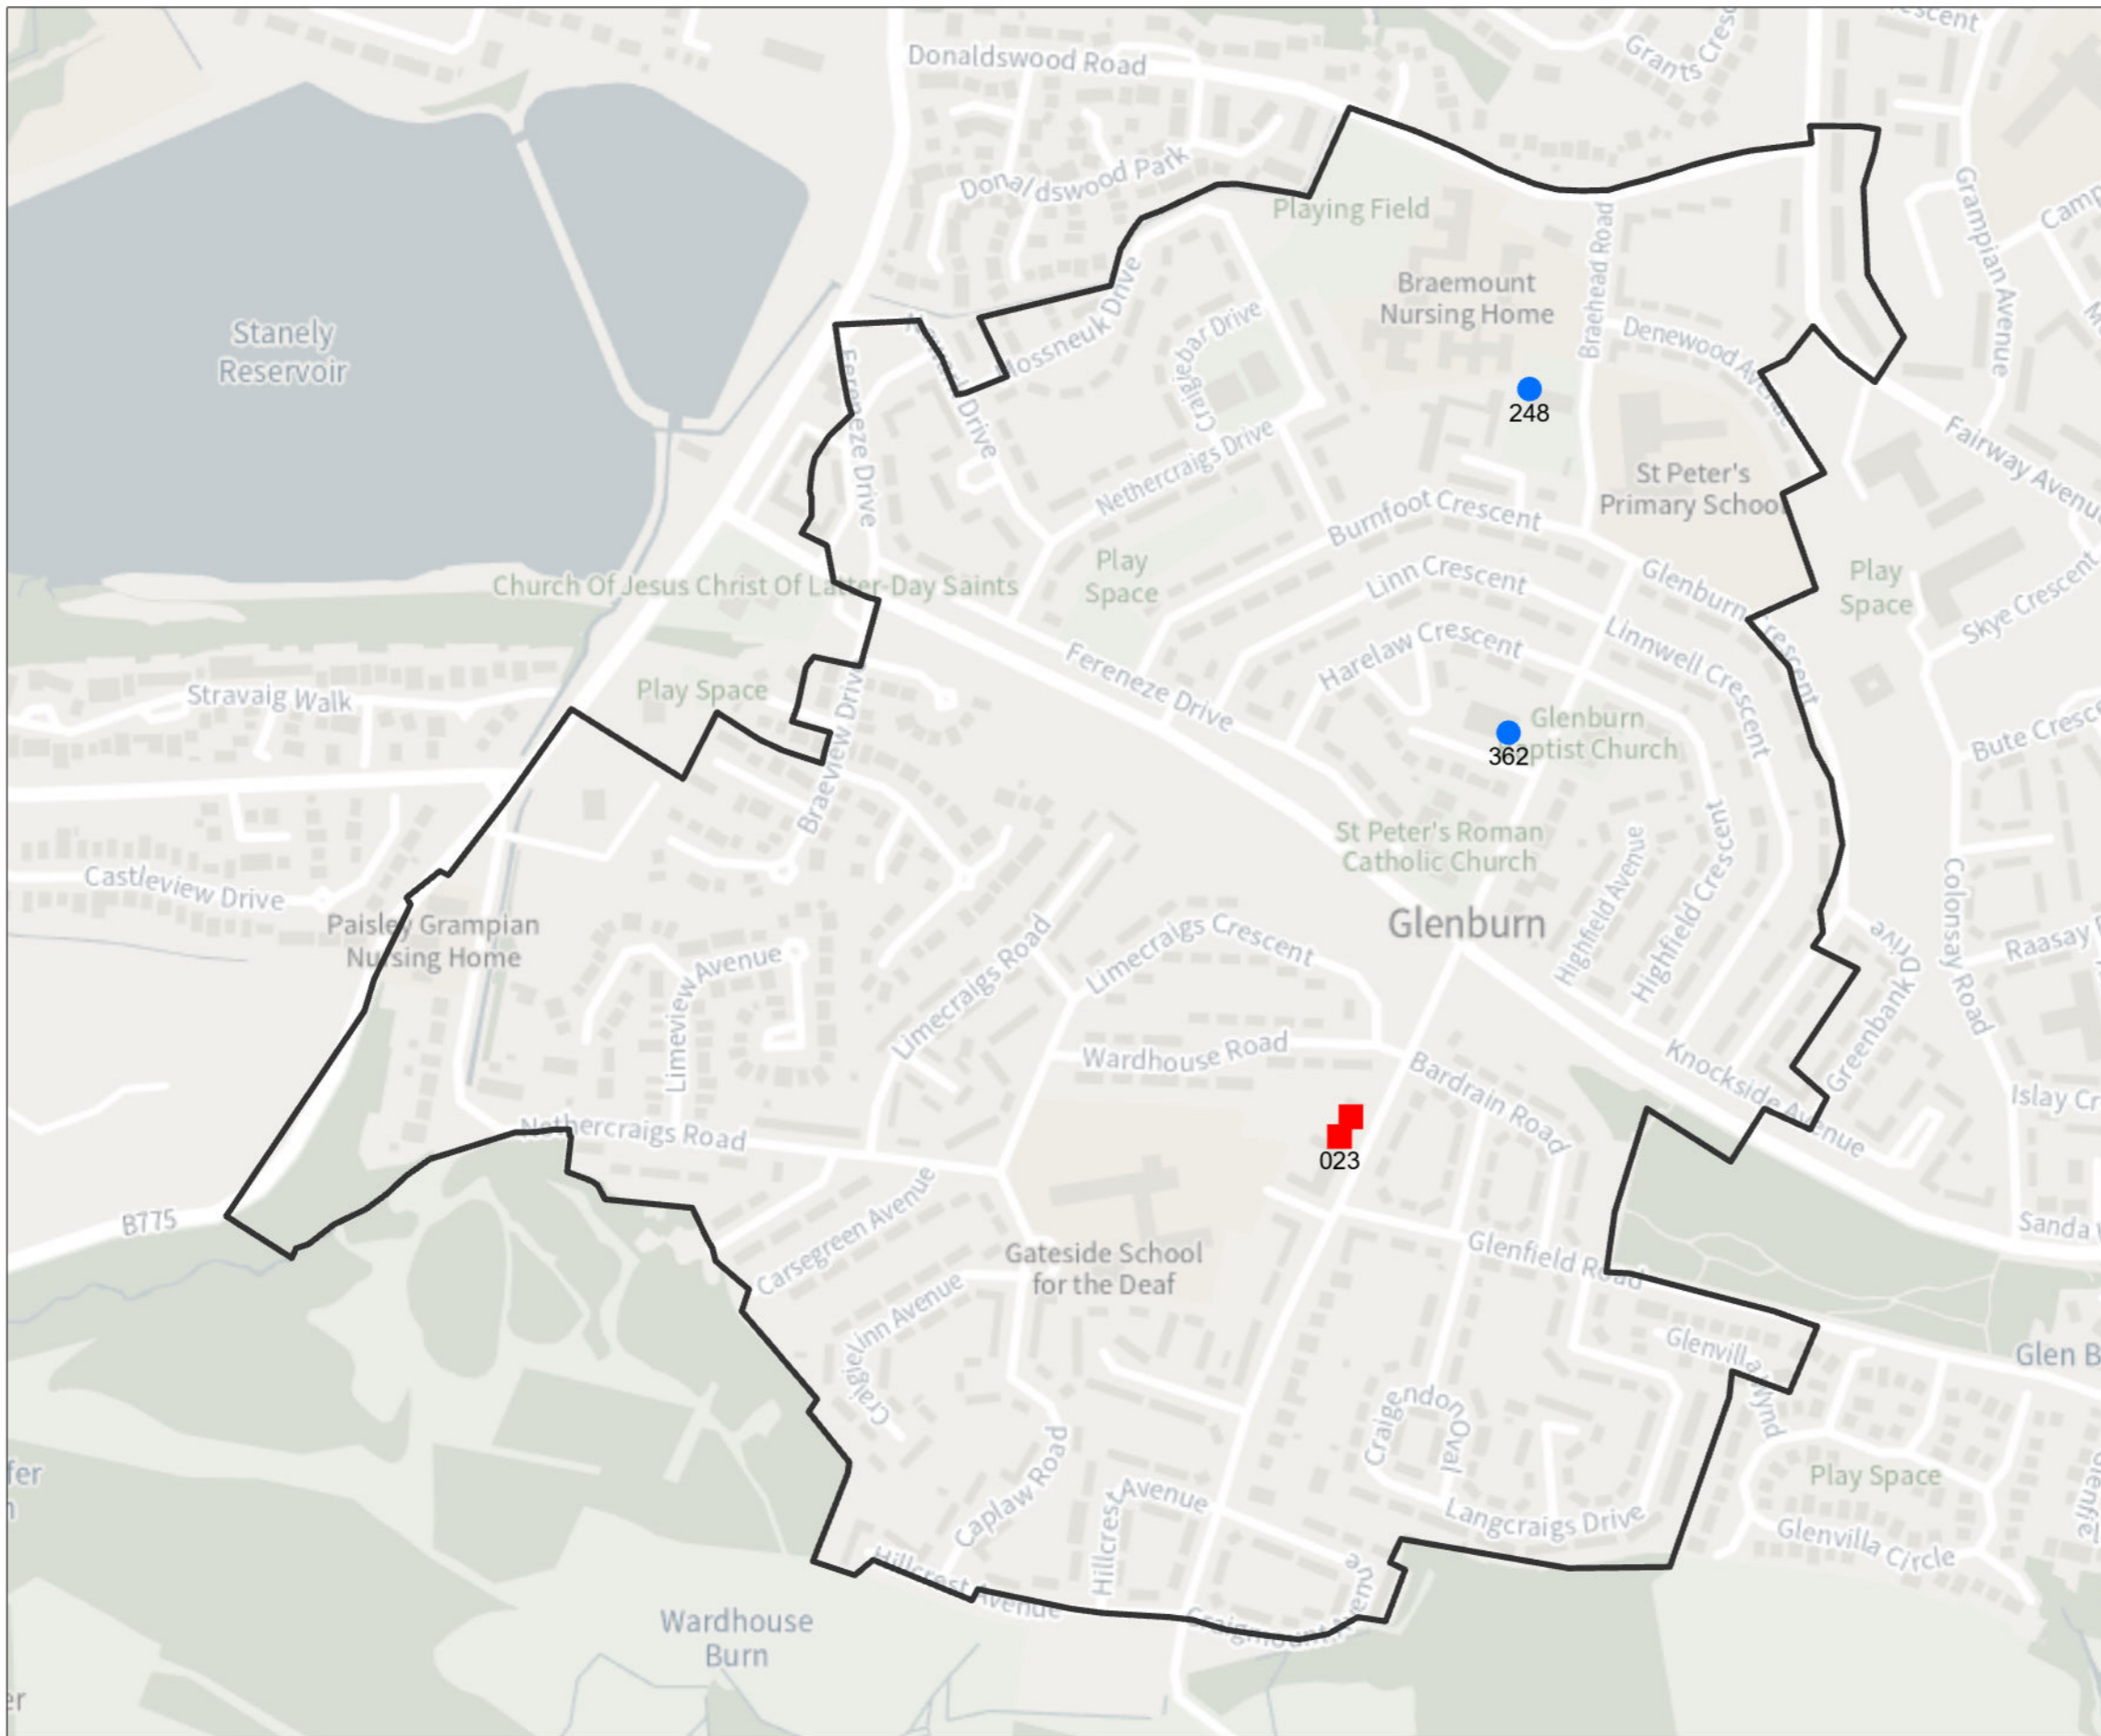 Donaldswood Road
Grants
Donaldswood Park
Playing Field
Grampian Avenue
Braemount
Nursing Home
Braehead Road
Stanely
Reservoir
Mossneuk Drive
Craigiebar Drive
Denewood Avenue
248
Fereneze Drive
Drive
Nethercraigs Drive
Fairway Avenue
St Peter's
Primary School
Burnfoot Crescent
Play
Space
Linn Crescent
Glenburn Crescent
Play
Space
Skye Crescent
Church Of Jesus Christ Of Latter-Day Saints
Fereneze Drive
Harelaw Crescent
Linnwell Crescent
Stravaig Walk
Play Space
Braeview Drive
Glenburn
Baptist Church
362
Bute Cresce
St Peter's Roman
Catholic Church
Castleview Drive
Paisley Grampian
Nursing Home
Glenburn
Highfield Avenue
Highfield Crescent
Colonsay Road
Raasay
Greenbank Drive
Limeview Avenue
Limecraigs Road
Limecraigs Crescent
Wardhouse Road
Bardrain Road
Knockside Avenue
Islay Cr
023
Nethercraigs Road
B775
Carsegreen Avenue
Gateside School
for the Deaf
Glenfield Road
Sanda
Glen B
Craigielinn Avenue
Glenvilla Wynd
Craigendon Oval
Caplaw Road
Hillcrest Avenue
Langcraigs Drive
Play Space
Glenvilla Circle
Hillcrest Avenue
Craigmount Avenue
Wardhouse
Burn